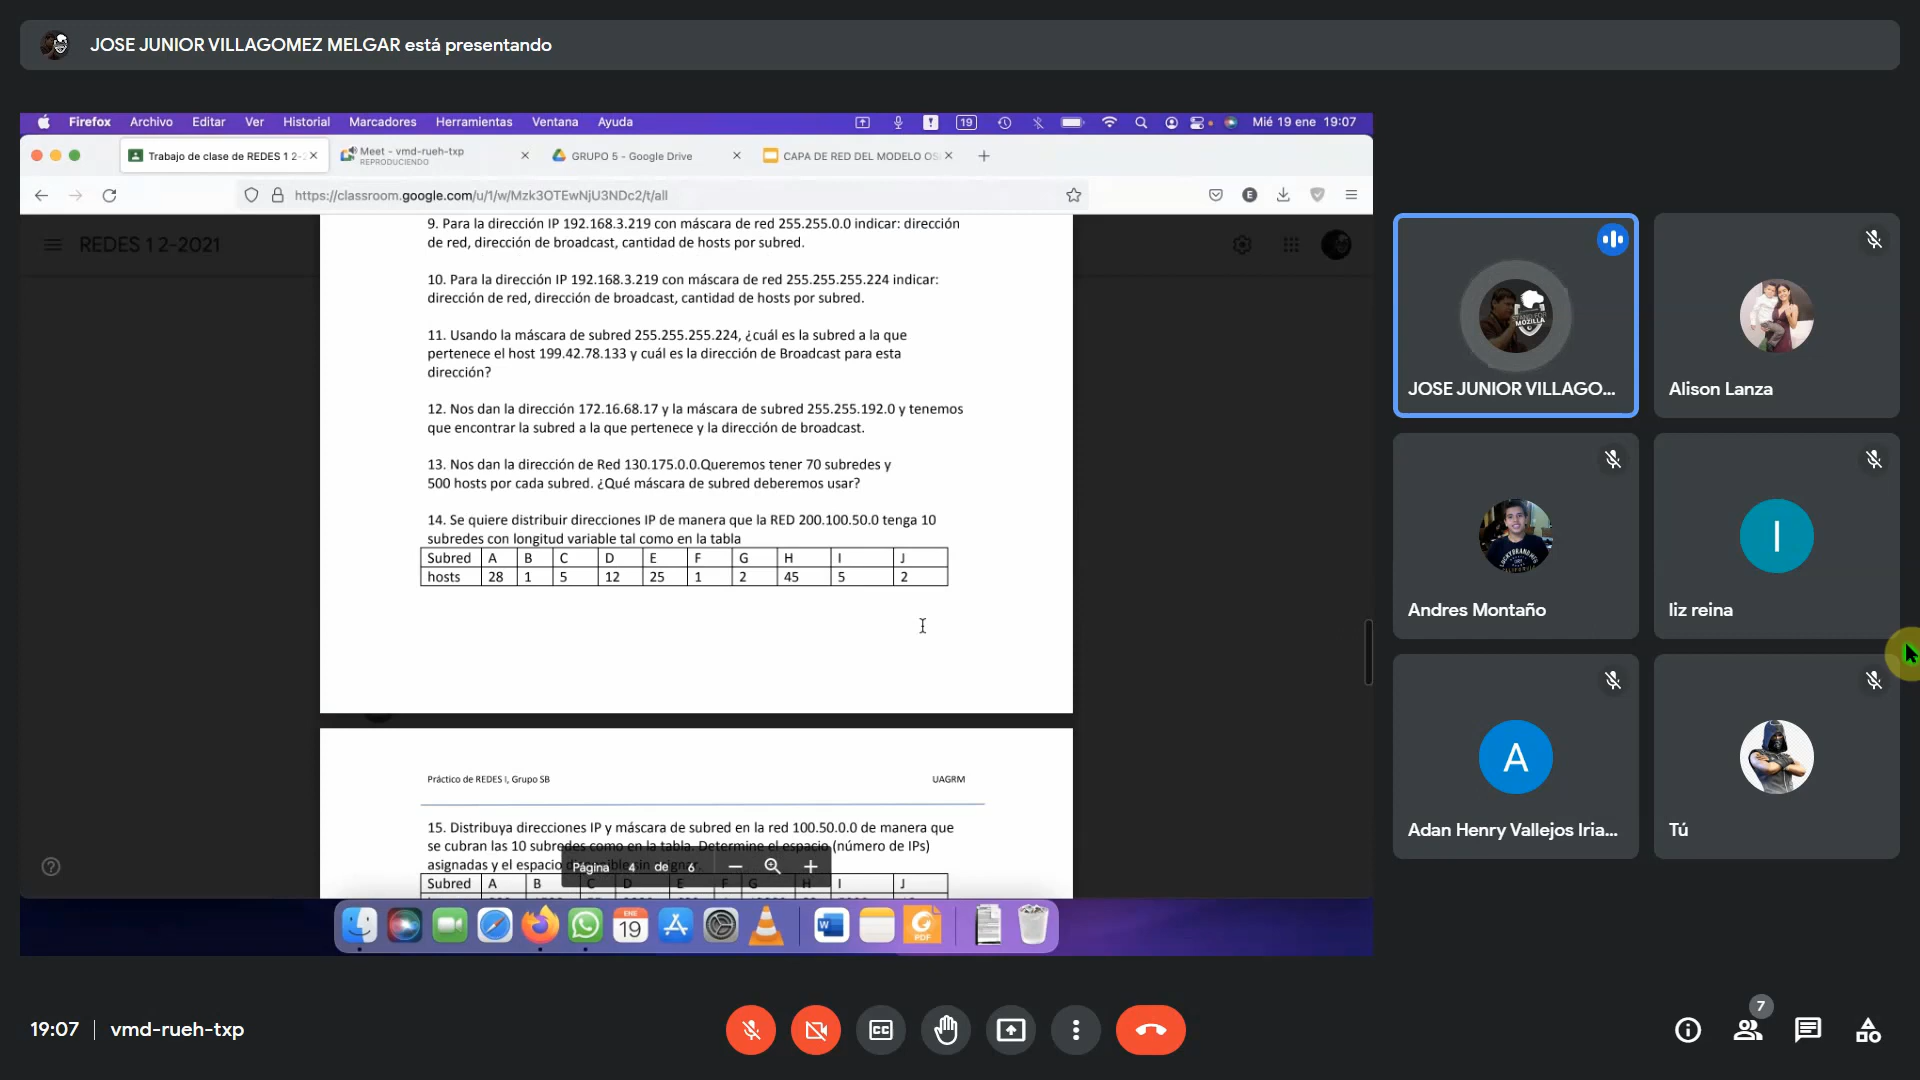 JOSE JUNIOR VILLAGOMEZ MELGAR está presentando
Firefox Archivo Editar Ver Historial Marcadores Herramientas Ventana Ayuda
19
Mié 19 ene 19:07
Trabajo de clase de REDES 1 2-
Meet - vmd-rueh-txp
REPRODUCIENDO
GRUPO 5 - Google Drive
CAPA DE RED DEL MODELO OS
https://classroom.google.com/u/1/w/Mzk3OTEwNjU3NDc2/t/all
REDES 1 2-2021
9. Para la dirección IP 192.168.3.219 con máscara de red 255.255.0.0 indicar: dirección
de red, dirección de broadcast, cantidad de hosts por subred.
10. Para la dirección IP 192.168.3.219 con máscara de red 255.255.255.224 indicar:
dirección de red, dirección de broadcast, cantidad de hosts por subred.
11. Usando la máscara de subred 255.255.255.224, ¿cuál es la subred a la que
pertenece el host 199.42.78.133 y cuál es la dirección de Broadcast para esta
dirección?
12. Nos dan la dirección 172.16.68.17 y la máscara de subred 255.255.192.0 y tenemos
que encontrar la subred a la que pertenece y la dirección de broadcast.
13. Nos dan la dirección de Red 130.175.0.0.Queremos tener 70 subredes y
500 hosts por cada subred. ¿Qué máscara de subred deberemos usar?
14. Se quiere distribuir direcciones IP de manera que la RED 200.100.50.0 tenga 10
subredes con longitud variable tal como en la tabla
Subred A B C D E F G H I J
hosts 28 1 5 12 25 1 2 45 5 2
Práctico de REDES I, Grupo SB
UAGRM
15. Distribuya direcciones IP y máscara de subred en la red 100.50.0.0 de manera que
se cubran las 10 subredes como en la tabla. Determine el espacio (número de IPs)
asignadas y el espacio disponible sin asignar.
Página 4 de 6
Subred A B C D E F G H I J
ENE
19
W
PDF
JOSE JUNIOR VILLAGO...
Alison Lanza
Andres Montaño
I
liz reina
A
Adan Henry Vallejos Iria...
Tú
19:07 | vmd-rueh-txp
CC
7